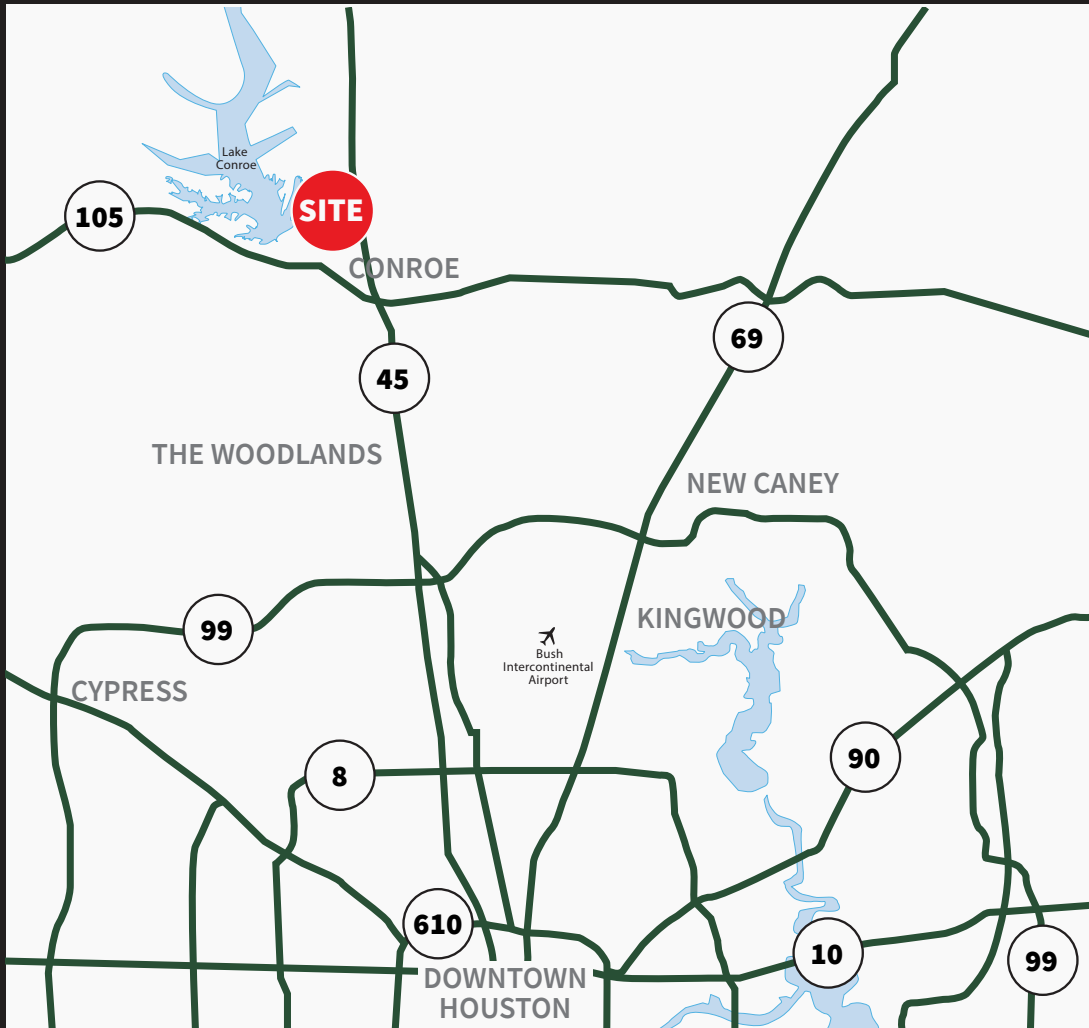 Lake
Conroe
SITE
105
CONROE
69
45
THE WOODLANDS
NEW CANEY
KINGWOOD
99
Bush
Intercontinental
Airport
CYPRESS
90
8
610
10
99
DOWNTOWN
HOUSTON